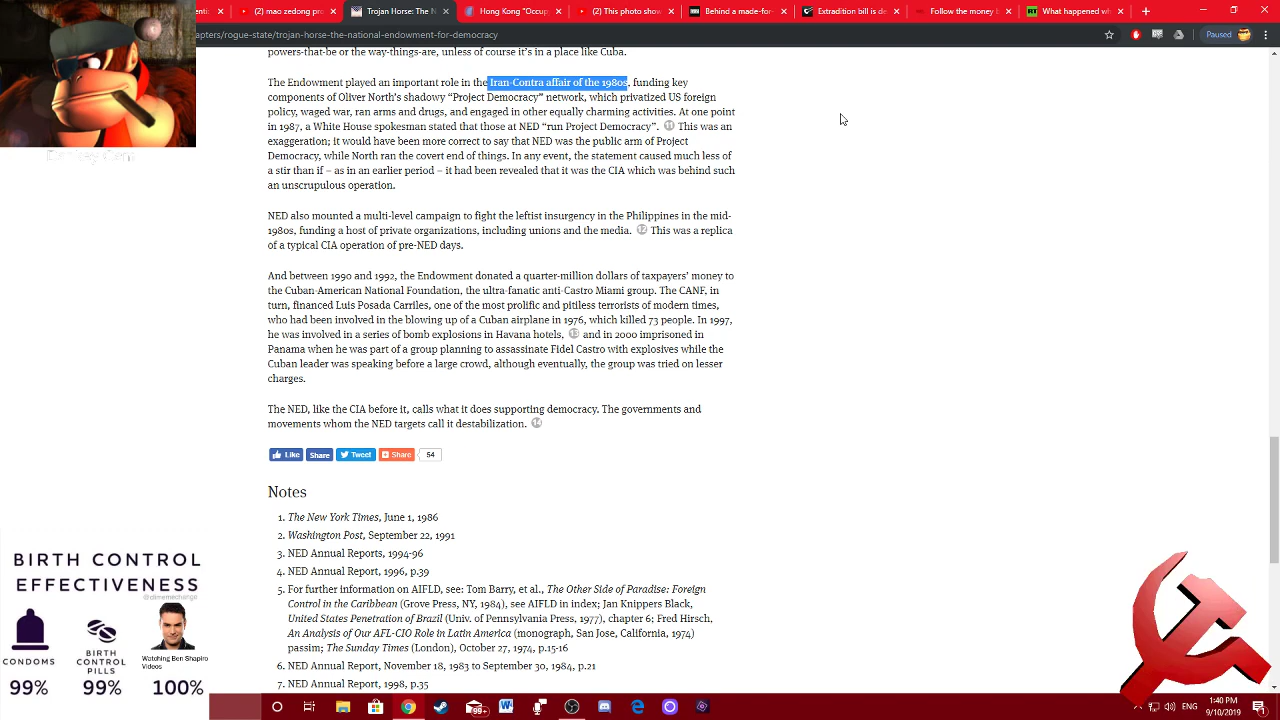 (2) mao zedong pro
Trojan Horse: The N
Hong Kong "Occup
(2) This photo show
Behind a made-for-
Extradition bill is de
Follow the money b
What happened wh
apters/rogue-state/trojan-horse-the-national-endowment-for-democracy
Paused
powers-that-be or the way-things-are, unless of course it's in a place like Cuba.
The Endowment played an important role in the Iran-Contra affair of the 1980s, funding key
components of Oliver North's shadowy “Project Democracy” network, which privatized US foreign
policy, waged war, ran arms and drugs, and engaged in other equally charming activities. At one point
in 1987, a White House spokesman stated that those at NED “run Project Democracy”. 11 This was an
exaggeration; it would have been more correct to say that NED was the public arm of Project
Democracy, while North ran the covert end of things. In any event, the statement caused much less of
a stir than if – as in an earlier period – it had been revealed that it was the CIA which was behind such
an unscrupulous operation.
NED also mounted a multi-level campaign to fight the leftist insurgency in the Philippines in the mid-
1980s, funding a host of private organizations, including unions and the media. 12 This was a replica
of a typical CIA operation of pre-NED days.
And between 1990 and 1992, the Endowment donated a quarter-million dollars of taxpayers' money to
the Cuban-American National Foundation, the ultra-fanatic anti-Castro Miami group. The CANF, in
turn, financed Luis Posada Carriles, one of the most prolific and pitiless terrorists of modern times,
who had been involved in the blowing up of a Cuban airplane in 1976, which killed 73 people. In 1997,
he was involved in a series of bomb explosions in Havana hotels, 13 and in 2000 imprisoned in
Panama when he was part of a group planning to assassinate Fidel Castro with explosives while the
Cuban leader was speaking before a large crowd, although eventually, the group was tried on lesser
charges.
The NED, like the CIA before it, calls what it does supporting democracy. The governments and
movements whom the NED targets call it destabilization. 14
Like Share Tweet Share 54
Notes
1. The New York Times, June 1, 1986
2. Washington Post, September 22, 1991
3. NED Annual Reports, 1994-96
4. NED Annual Report, 1996, p.39
5. For further information on AIFLD, see: Tom Barry, et al., The Other Side of Paradise: Foreign
Control in the Caribbean (Grove Press, NY, 1984), see AIFLD in index; Jan Knippers Black,
United States Penetration of Brazil (Univ. of Pennsylvania Press, 1977), chapter 6; Fred Hirsch,
An Analysis of Our AFL-CIO Role in Latin America (monograph, San Jose, California, 1974)
passim; The Sunday Times (London), October 27, 1974, p.15-16
6. NED Annual Report, November 18, 1983 to September 30, 1984, p.21
7. NED Annual Report, 1998, p.35
BIRTH CONTROL
EFFECTIVENESS
CONDOMS
99%
BIRTH
CONTROL
PILLS
99%
Watching Ben Shapiro
Videos
100%
99+
ENG
1:40 PM
9/10/2019